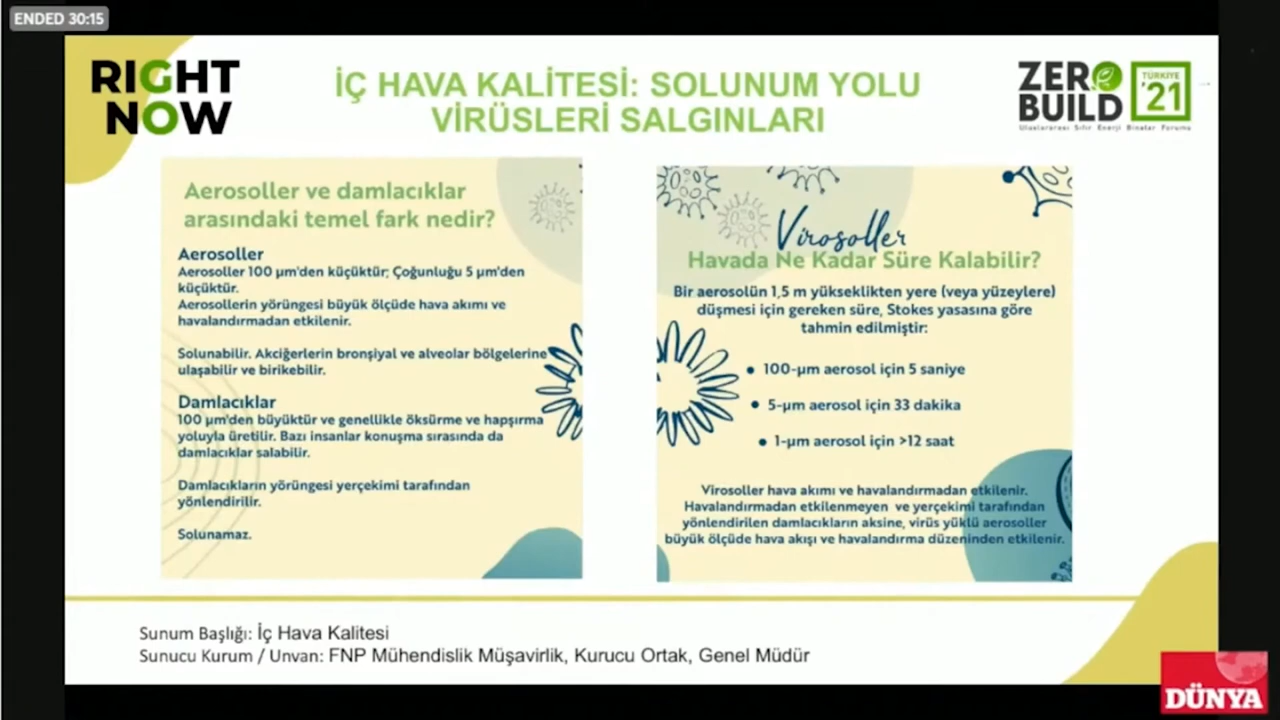 ENDED 30:15
RIGHT
NOW
İÇ HAVA KALİTESİ: SOLUNUM YOLU
VİRÜSLERİ SALGINLARI
ZERO
BUILD
TÜRKİYE
'21
Uluslararası Sıfır Enerji Binalar Forumu
Aerosoller ve damlacıklar
arasındaki temel fark nedir?
Aerosoller
Aerosoller 100 µm'den küçüktür; Çoğunluğu 5 µm'den
küçüktür.
Aerosollerin yörüngesi büyük ölçüde hava akımı ve
havalandırmadan etkilenir.
Solunabilir. Akciğerlerin bronşiyal ve alveolar bölgelerine
ulaşabilir ve birikebilir.
Damlacıklar
100 µm'den büyüktür ve genellikle öksürme ve hapşırma
yoluyla üretilir. Bazı insanlar konuşma sırasında da
damlacıklar salabilir.
Damlacıkların yörüngesi yerçekimi tarafından
yönlendirilir.
Solunamaz.
Virosoller
Havada Ne Kadar Süre Kalabilir?
Bir aerosolün 1,5 m yükseklikten yere (veya yüzeylere)
düşmesi için gereken süre, Stokes yasasına göre
tahmin edilmiştir:
• 100-µm aerosol için 5 saniye
• 5-µm aerosol için 33 dakika
• 1-µm aerosol için >12 saat
Virosoller hava akımı ve havalandırmadan etkilenir.
Havalandırmadan etkilenmeyen ve yerçekimi tarafından
yönlendirilen damlacıkların aksine, virüs yüklü aerosoller
büyük ölçüde hava akışı ve havalandırma düzeninden etkilenir.
Sunum Başlığı: İç Hava Kalitesi
Sunucu Kurum / Unvan: FNP Mühendislik Müşavirlik, Kurucu Ortak, Genel Müdür
DÜNYA